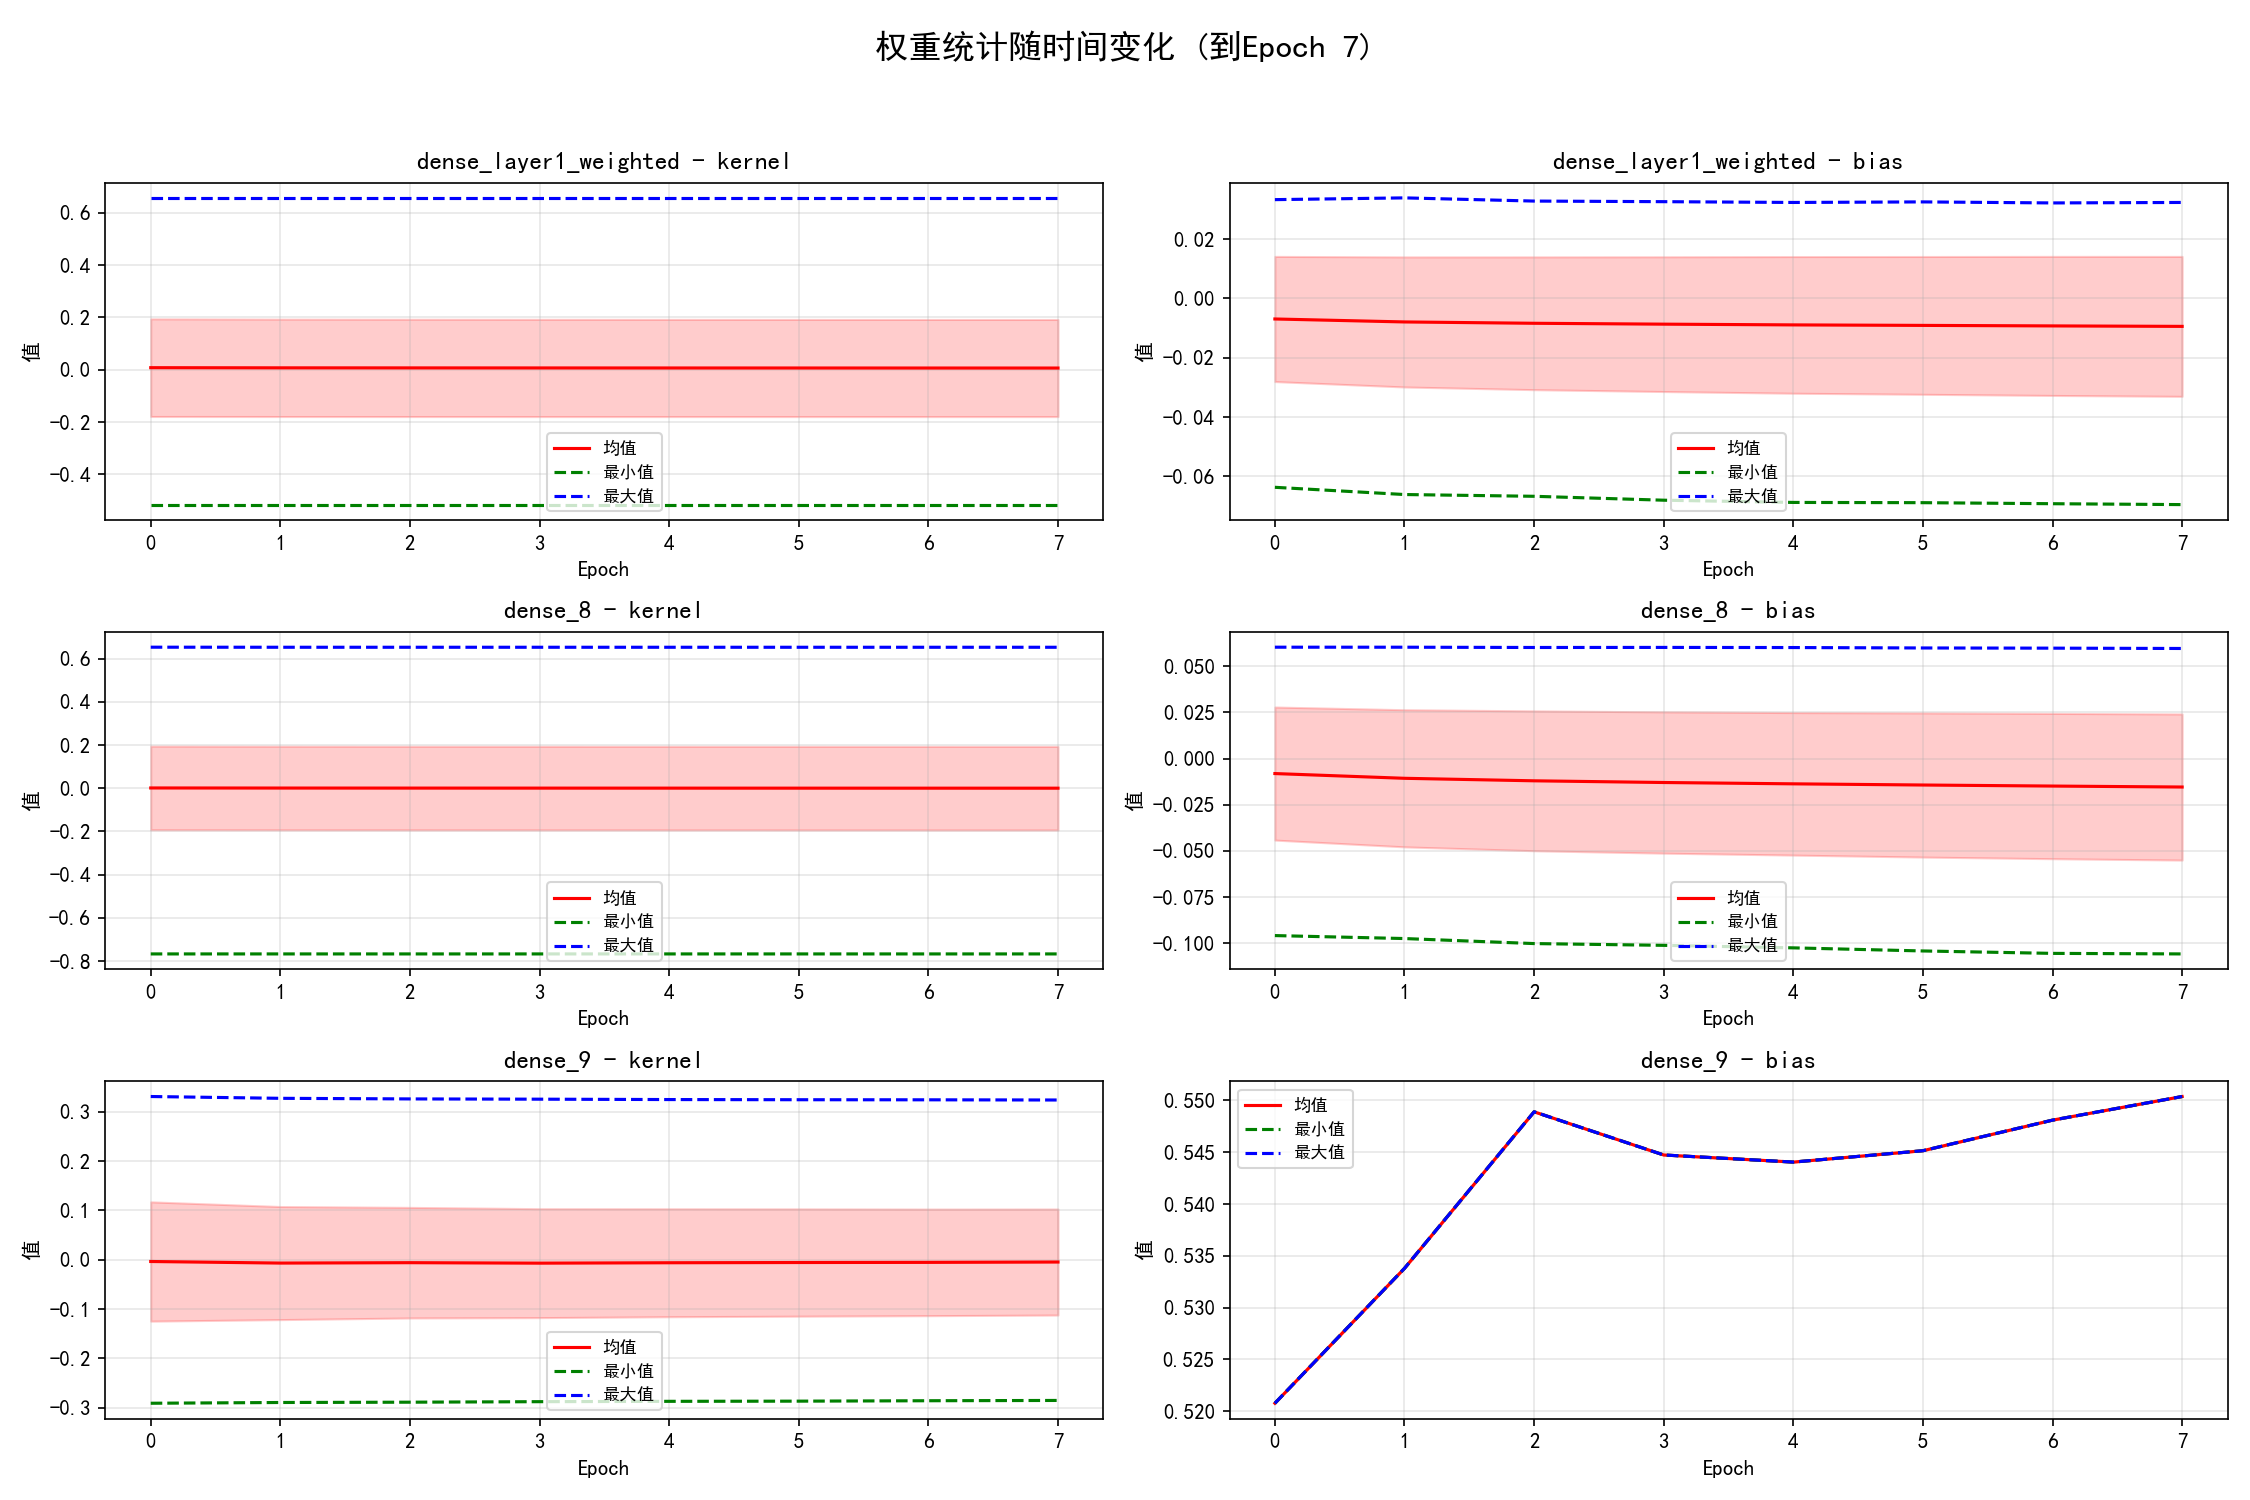 权重统计随时间变化 (到Epoch 7)
dense_layer1_weighted - kernel
值
0.6
0.4
0.2
0.0
-0.2
-0.4
均值
最小值
最大值
0 1 2 3 4 5 6 7
Epoch
dense_layer1_weighted - bias
值
0.02
0.00
-0.02
-0.04
-0.06
均值
最小值
最大值
0 1 2 3 4 5 6 7
Epoch
dense_8 - kernel
值
0.6
0.4
0.2
0.0
-0.2
-0.4
-0.6
-0.8
均值
最小值
最大值
0 1 2 3 4 5 6 7
Epoch
dense_8 - bias
值
0.050
0.025
0.000
-0.025
-0.050
-0.075
-0.100
均值
最小值
最大值
0 1 2 3 4 5 6 7
Epoch
dense_9 - kernel
值
0.3
0.2
0.1
0.0
-0.1
-0.2
-0.3
均值
最小值
最大值
0 1 2 3 4 5 6 7
Epoch
dense_9 - bias
值
0.550
0.545
0.540
0.535
0.530
0.525
0.520
均值
最小值
最大值
0 1 2 3 4 5 6 7
Epoch